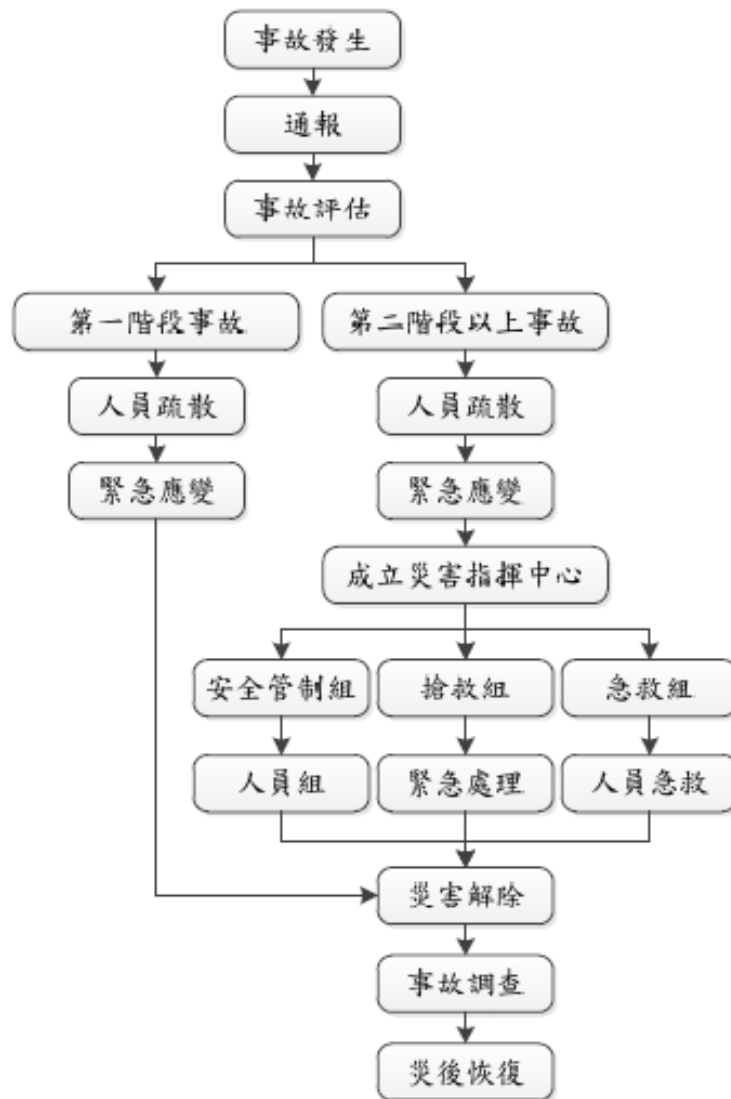 事故發生
通報
事故評估
第一階段事故
第二階段以上事故
人員疏散
人員疏散
緊急應變
緊急應變
成立災害指揮中心
安全管制組
搶救組
急救組
人員組
緊急處理
人員急救
災害解除
事故調查
災後恢復